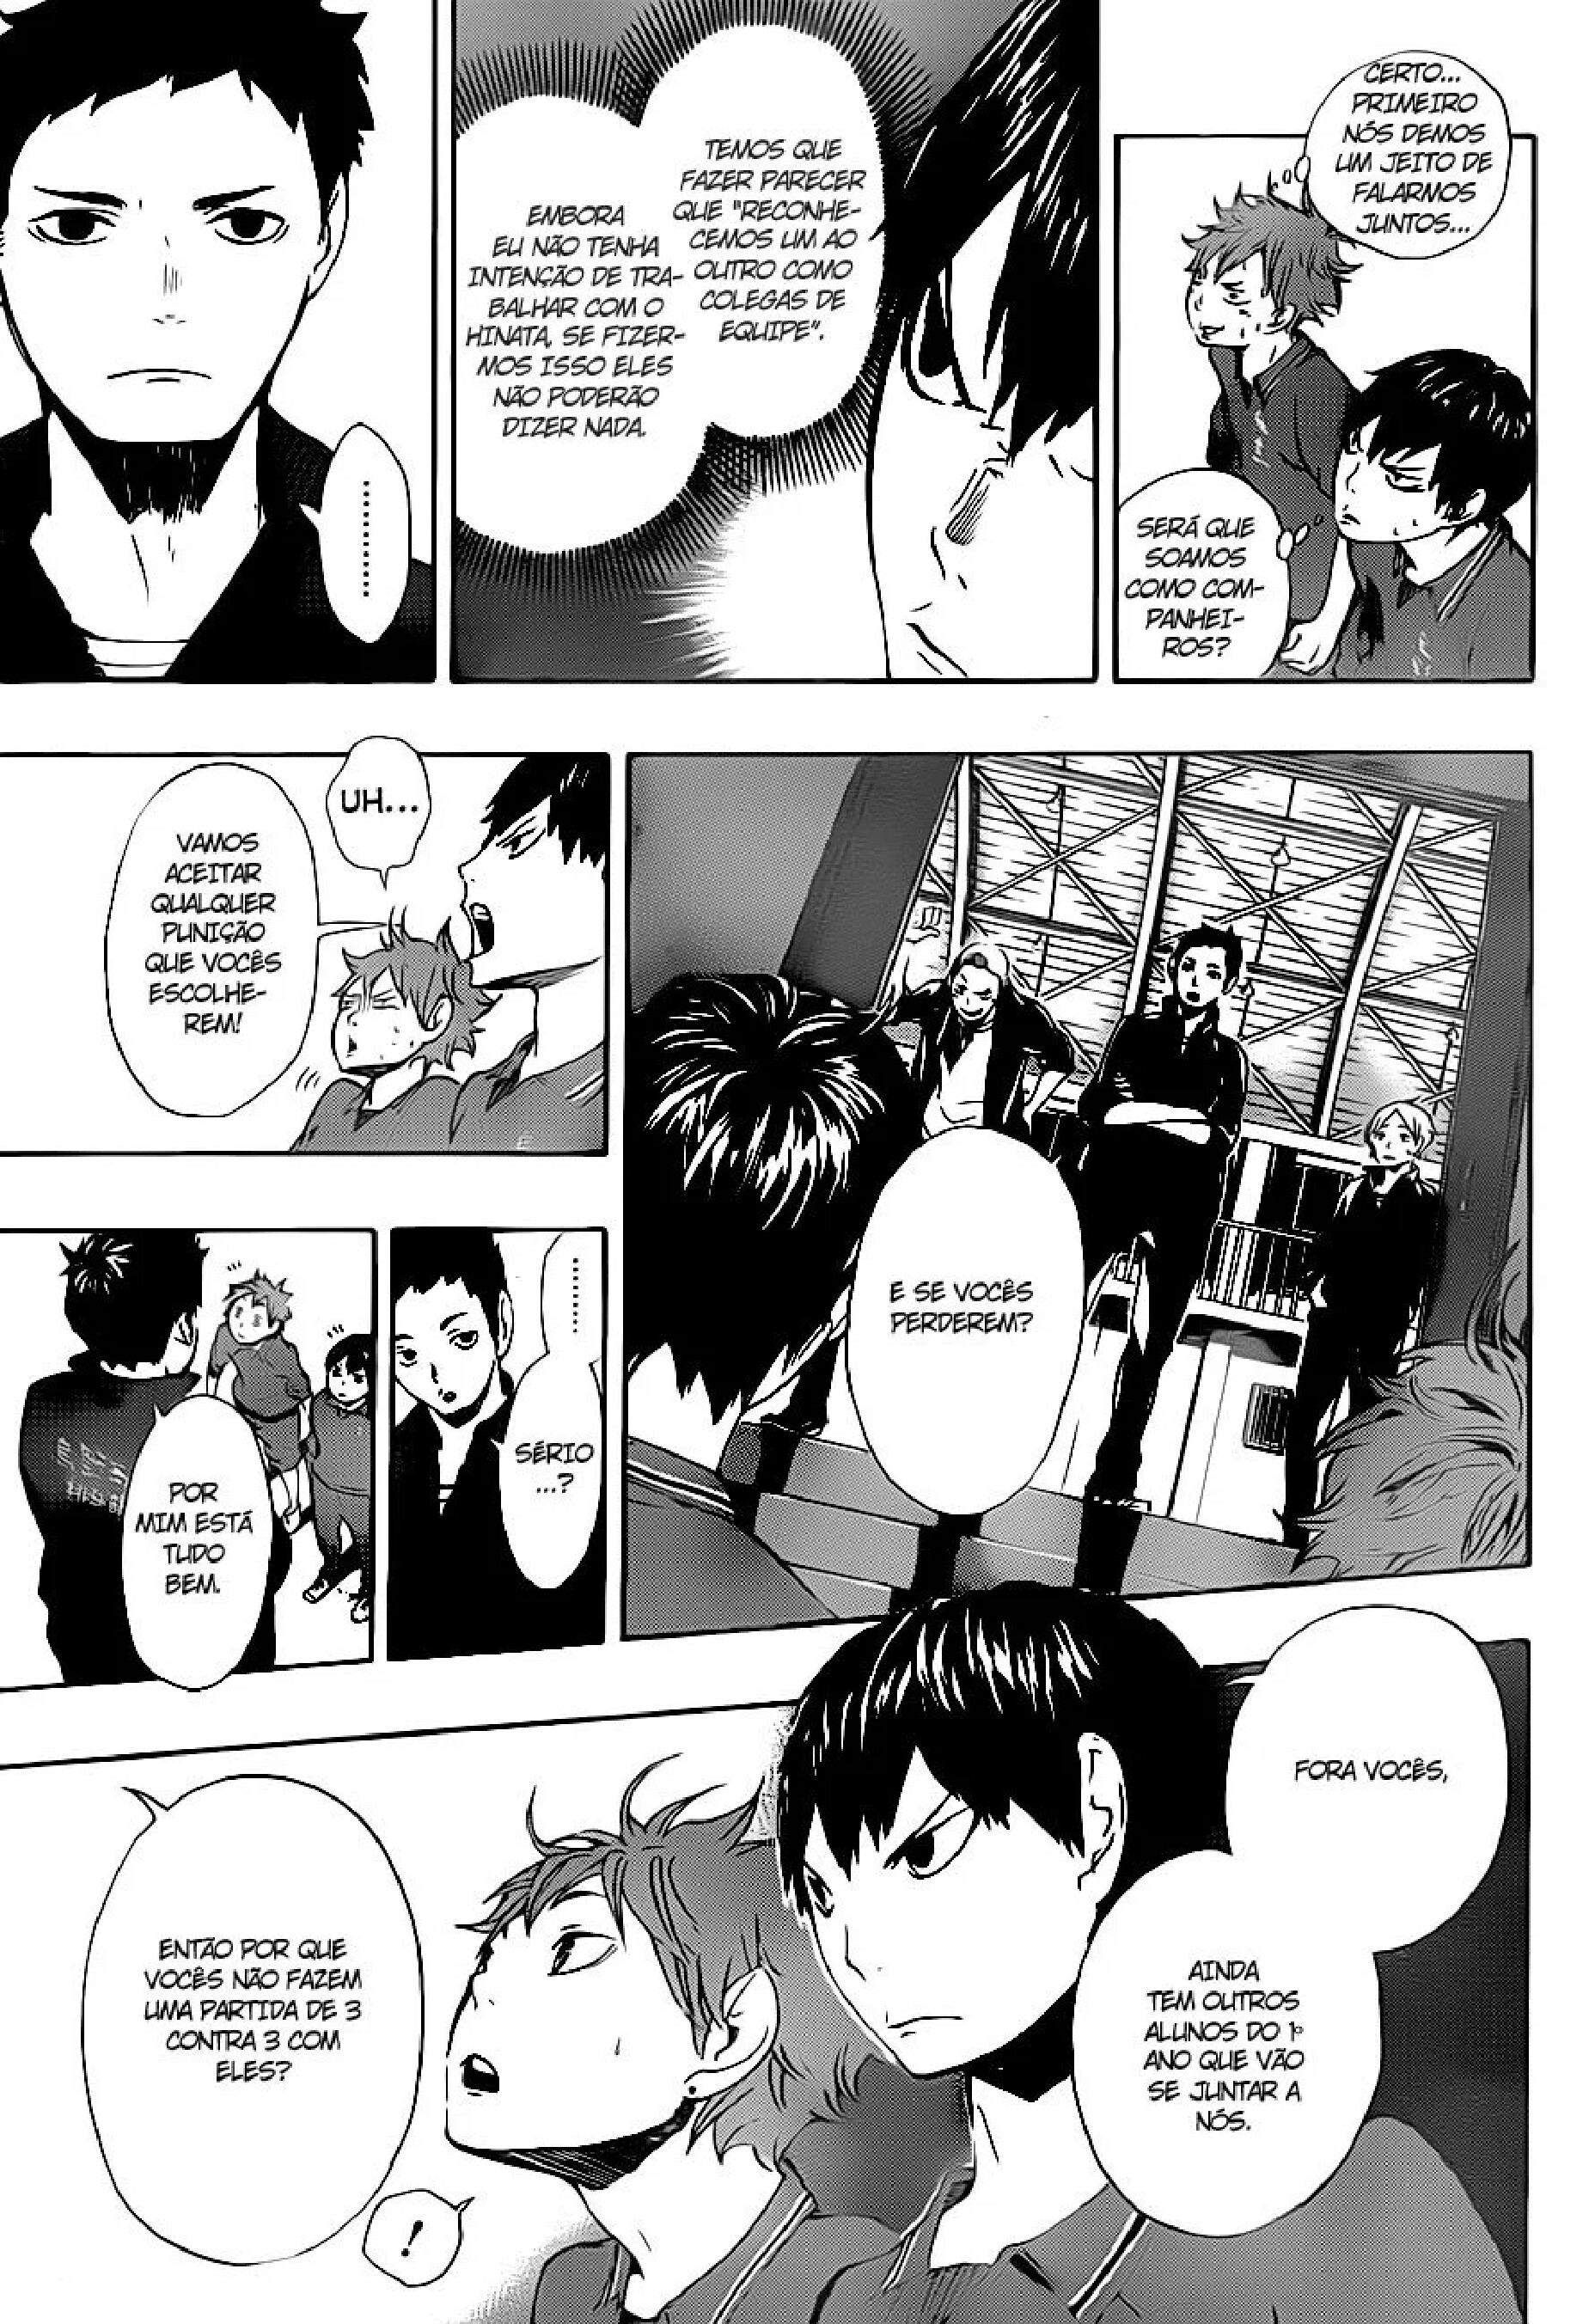 CERTO...
PRIMEIRO
NÓS DEMOS
UM JEITO DE
FALARMOS
JUNTOS...
SERÁ QUE
SOAMOS
COMO COM-
PANHEI-
ROS?
TEMOS QUE
FAZER PARECER
QUE "RECONHE-
CEMOS UM AO
OUTRO COMO
COLEGAS DE
EQUIPE".
EMBORA
EU NÃO TENHA
INTENÇÃO DE TRA-
BALHAR COM O
HINATA, SE FIZER-
MOS ISSO ELES
NÃO PODERÃO
DIZER NADA.
..........
E SE VOCÊS
PERDEREM?
UH...
VAMOS
ACEITAR
QUALQUER
PUNIÇÃO
QUE VOCÊS
ESCOLHE-
REM!
........
SÉRIO
...?
POR
MIM ESTÁ
TUDO
BEM.
FORA VOCÊS,
AINDA
TEM OUTROS
ALUNOS DO 1º
ANO QUE VÃO
SE JUNTAR A
NÓS.
ENTÃO POR QUE
VOCÊS NÃO FAZEM
UMA PARTIDA DE 3
CONTRA 3 COM
ELES?
!